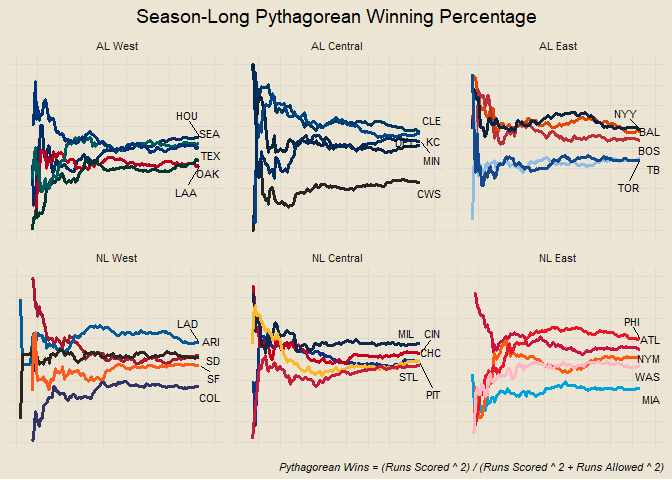 Season-Long Pythagorean Winning Percentage
AL West
AL Central
AL East
HOU
SEA
TEX
OAK
LAA
CLE
KC
MIN
CWS
NYY
BAL
BOS
TB
TOR
NL West
NL Central
NL East
LAD
ARI
SD
SF
COL
MIL
CIN
CHC
STL
PIT
PHI
ATL
NYM
WAS
MIA
Pythagorean Wins = (Runs Scored ^ 2) / (Runs Scored ^ 2 + Runs Allowed ^ 2)